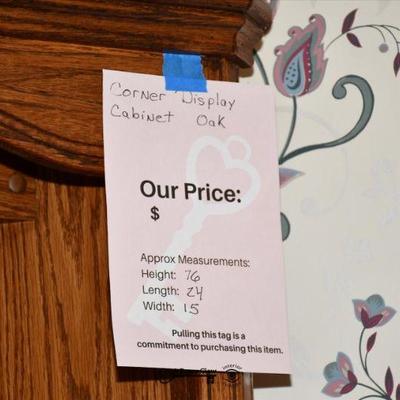 Corner Display
Cabinet Oak
Our Price:
$
Approx Measurements:
Height: 76
Length: 24
Width: 15
Pulling this tag is a
commitment to purchasing this item.
interior